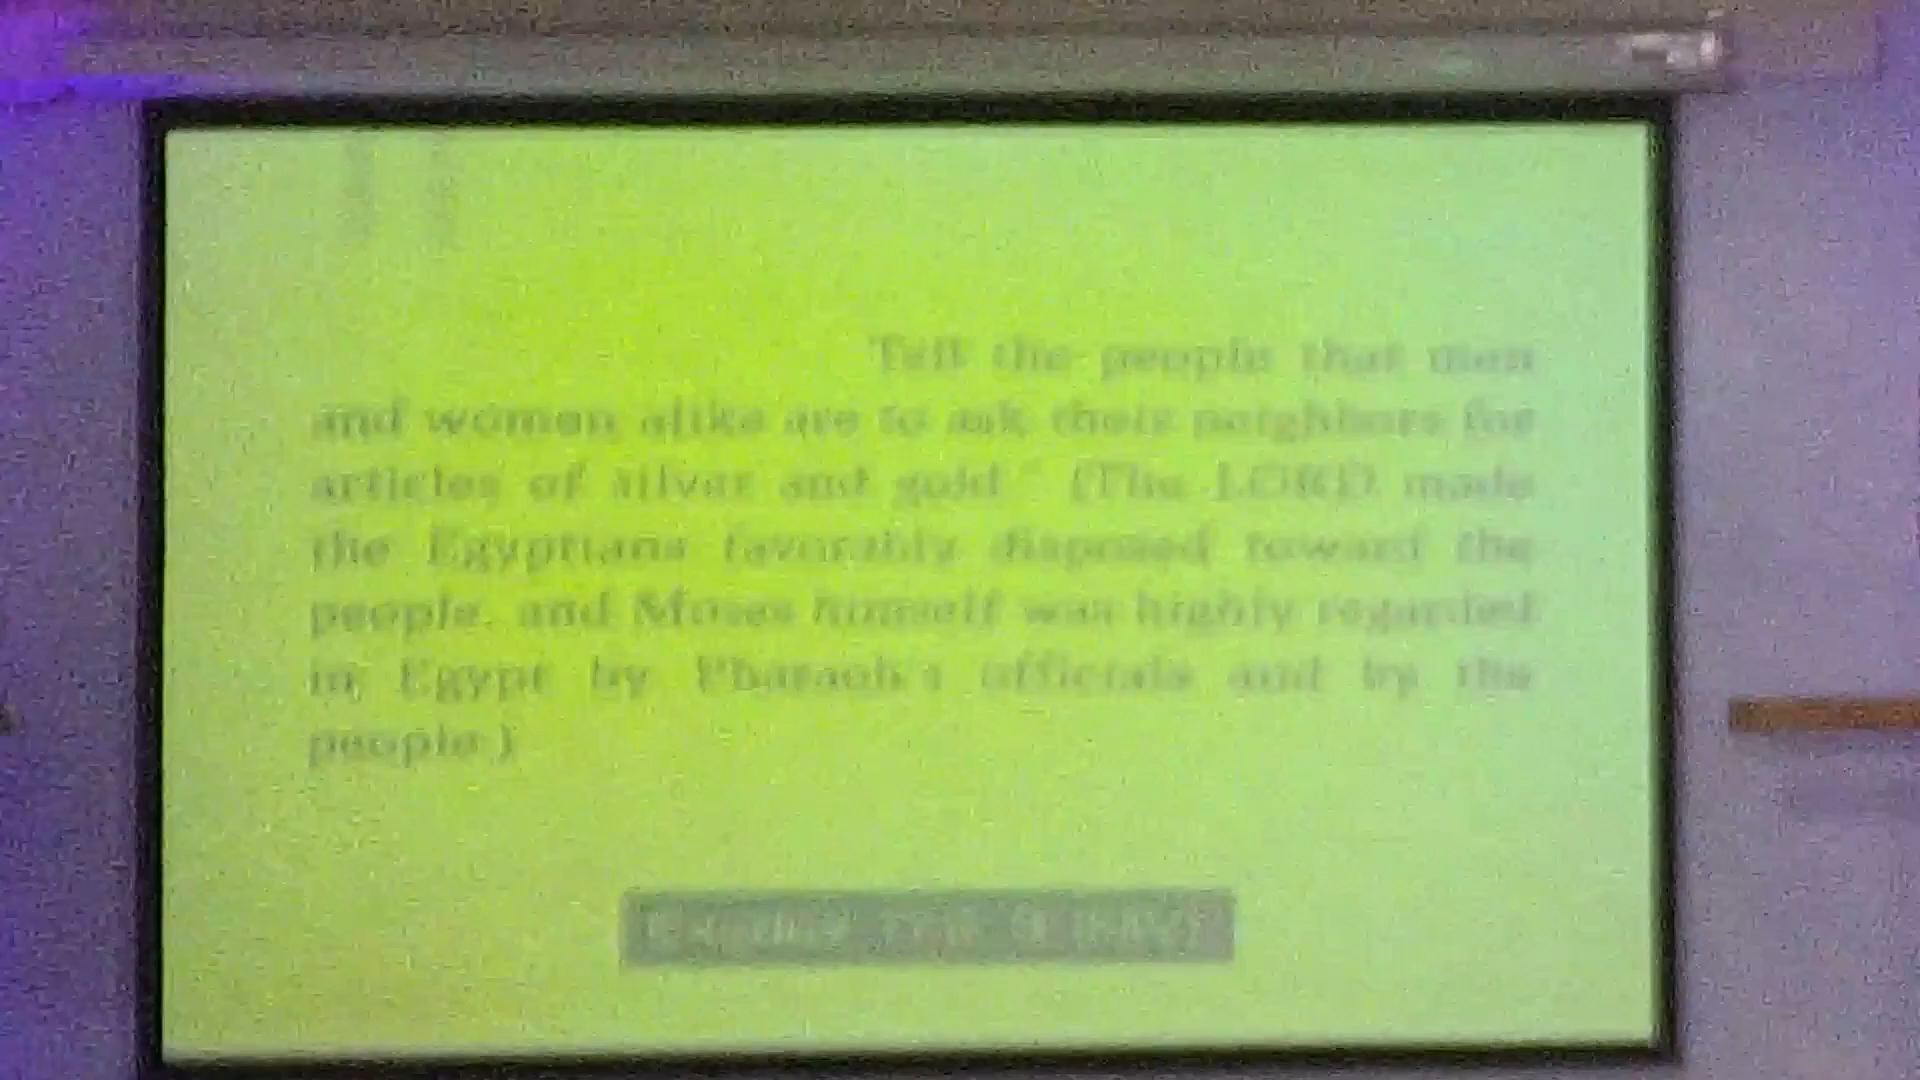 Tell the people that men
and women alike are to ask their neighbors for
articles of silver and gold." (The LORD made
the Egyptians favorably disposed toward the
people, and Moses himself was highly regarded
in Egypt by Pharaoh's officials and by the
people.)
Exodus (NIV)